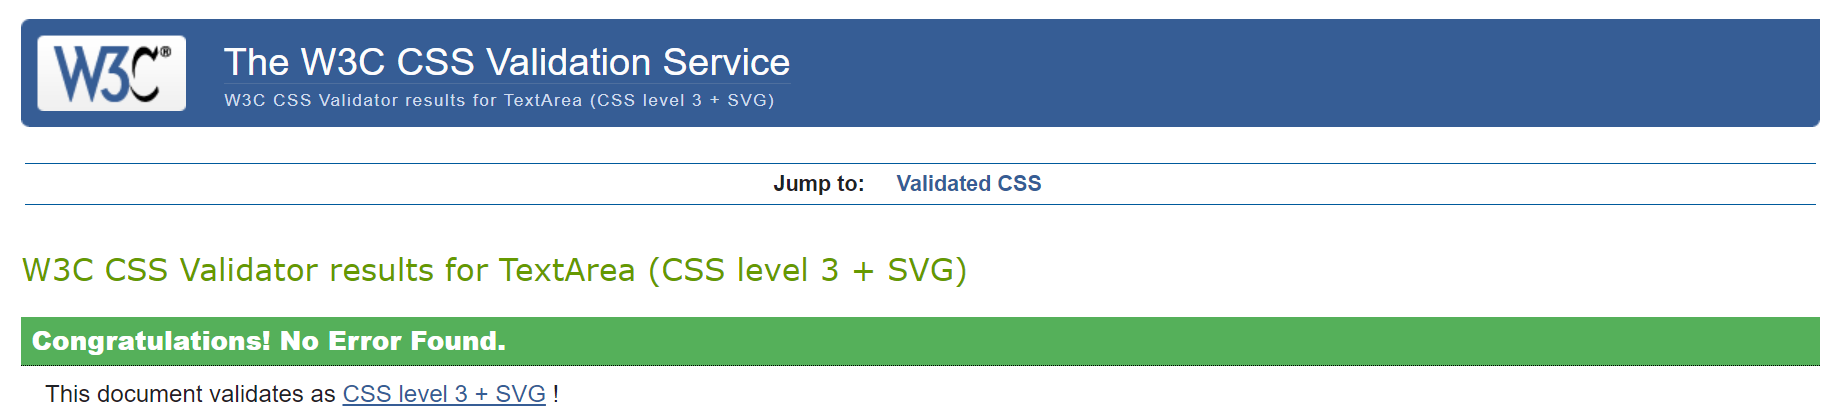 W3C®
The W3C CSS Validation Service
W3C CSS Validator results for TextArea (CSS level 3 + SVG)
Jump to: Validated CSS
W3C CSS Validator results for TextArea (CSS level 3 + SVG)
Congratulations! No Error Found.
This document validates as CSS level 3 + SVG !